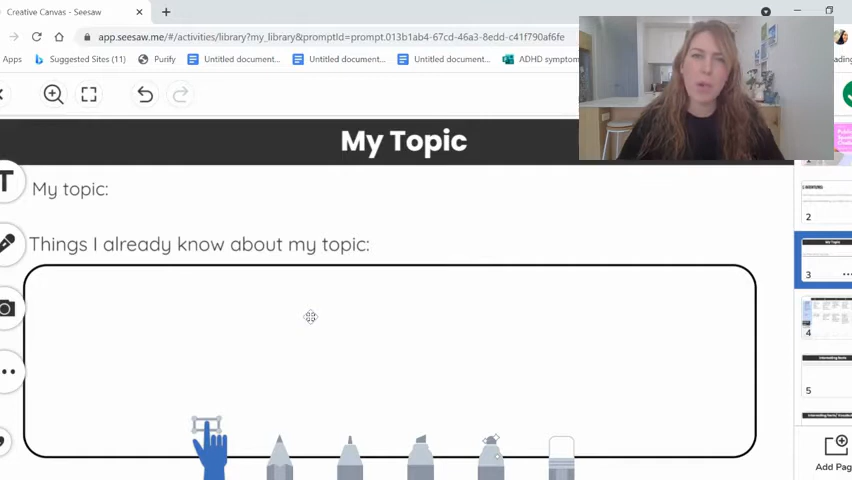 Creative Canvas - Seesaw
app.seesaw.me/#/activities/library?my_library&promptId=prompt.013b1ab4-67cd-46a3-8edd-c41f790af6fe
Apps
Suggested Sites (11)
Purify
Untitled document...
Untitled document...
Untitled document...
ADHD symptom
ading
My Topic
My topic:
Things I already know about my topic:
T
2
3
4
5
Add Pag